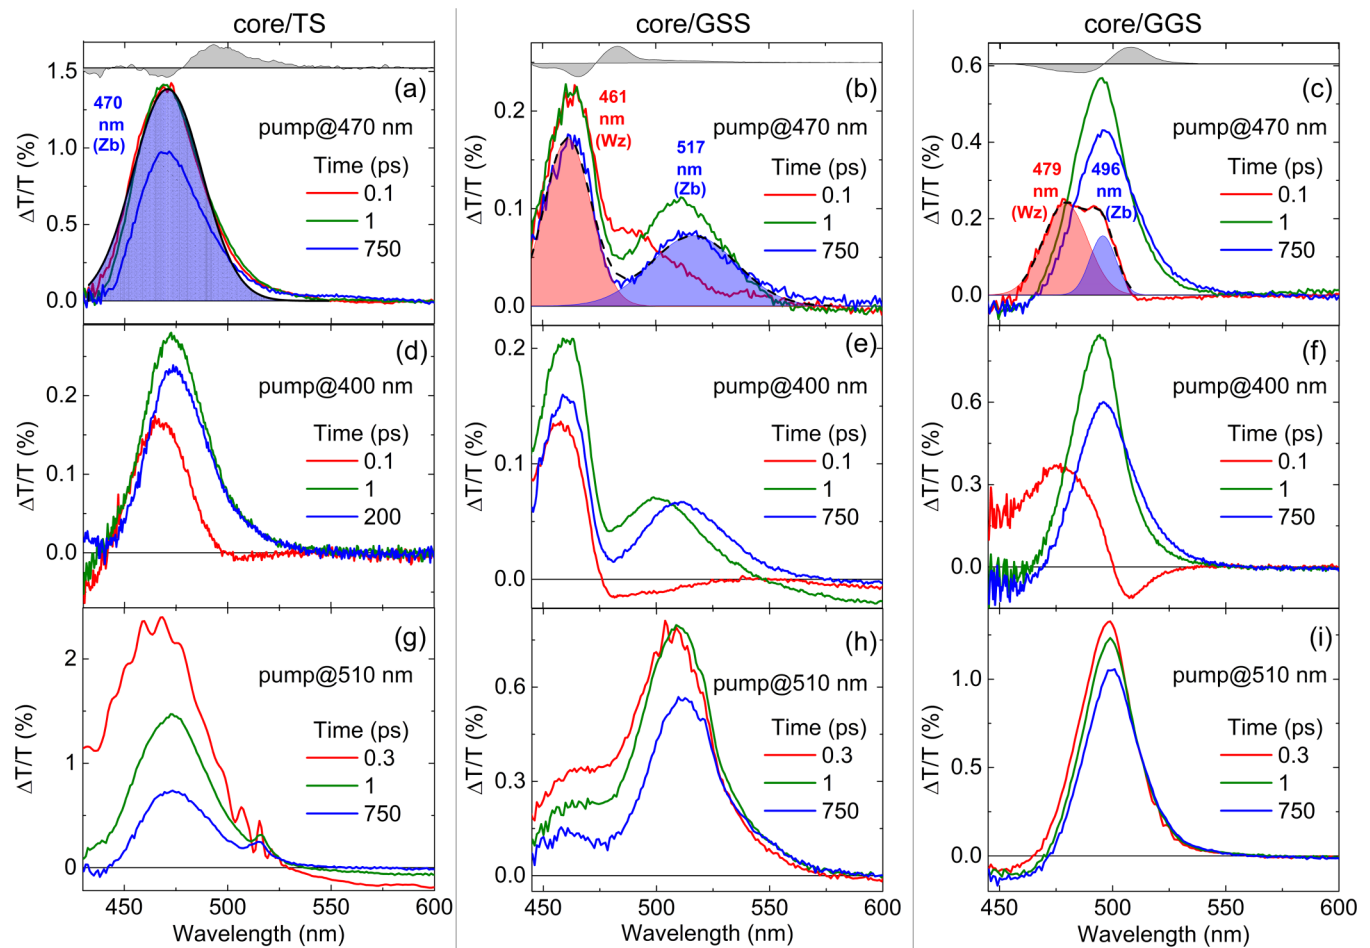 core/TS
core/GSS
core/GGS
(a)
470
nm
(Zb)
pump@470 nm
Time (ps)
0.1
1
750
ΔT/T (%)
1.5
1.0
0.5
0.0
(b)
461
nm
(Wz)
517
nm
(Zb)
pump@470 nm
Time (ps)
0.1
1
750
ΔT/T (%)
0.2
0.1
0.0
(c)
479
nm
(Wz)
496
nm
(Zb)
pump@470 nm
Time (ps)
0.1
1
750
ΔT/T (%)
0.6
0.4
0.2
0.0
(d)
pump@400 nm
Time (ps)
0.1
1
200
ΔT/T (%)
0.2
0.1
0.0
(e)
pump@400 nm
Time (ps)
0.1
1
750
ΔT/T (%)
0.2
0.1
0.0
(f)
pump@400 nm
Time (ps)
0.1
1
750
ΔT/T (%)
0.6
0.3
0.0
(g)
pump@510 nm
Time (ps)
0.3
1
750
ΔT/T (%)
2
1
0
450 500 550 600
Wavelength (nm)
(h)
pump@510 nm
Time (ps)
0.3
1
750
ΔT/T (%)
0.6
0.3
0.0
450 500 550 600
Wavelength (nm)
(i)
pump@510 nm
Time (ps)
0.3
1
750
ΔT/T (%)
1.0
0.5
0.0
450 500 550 600
Wavelength (nm)